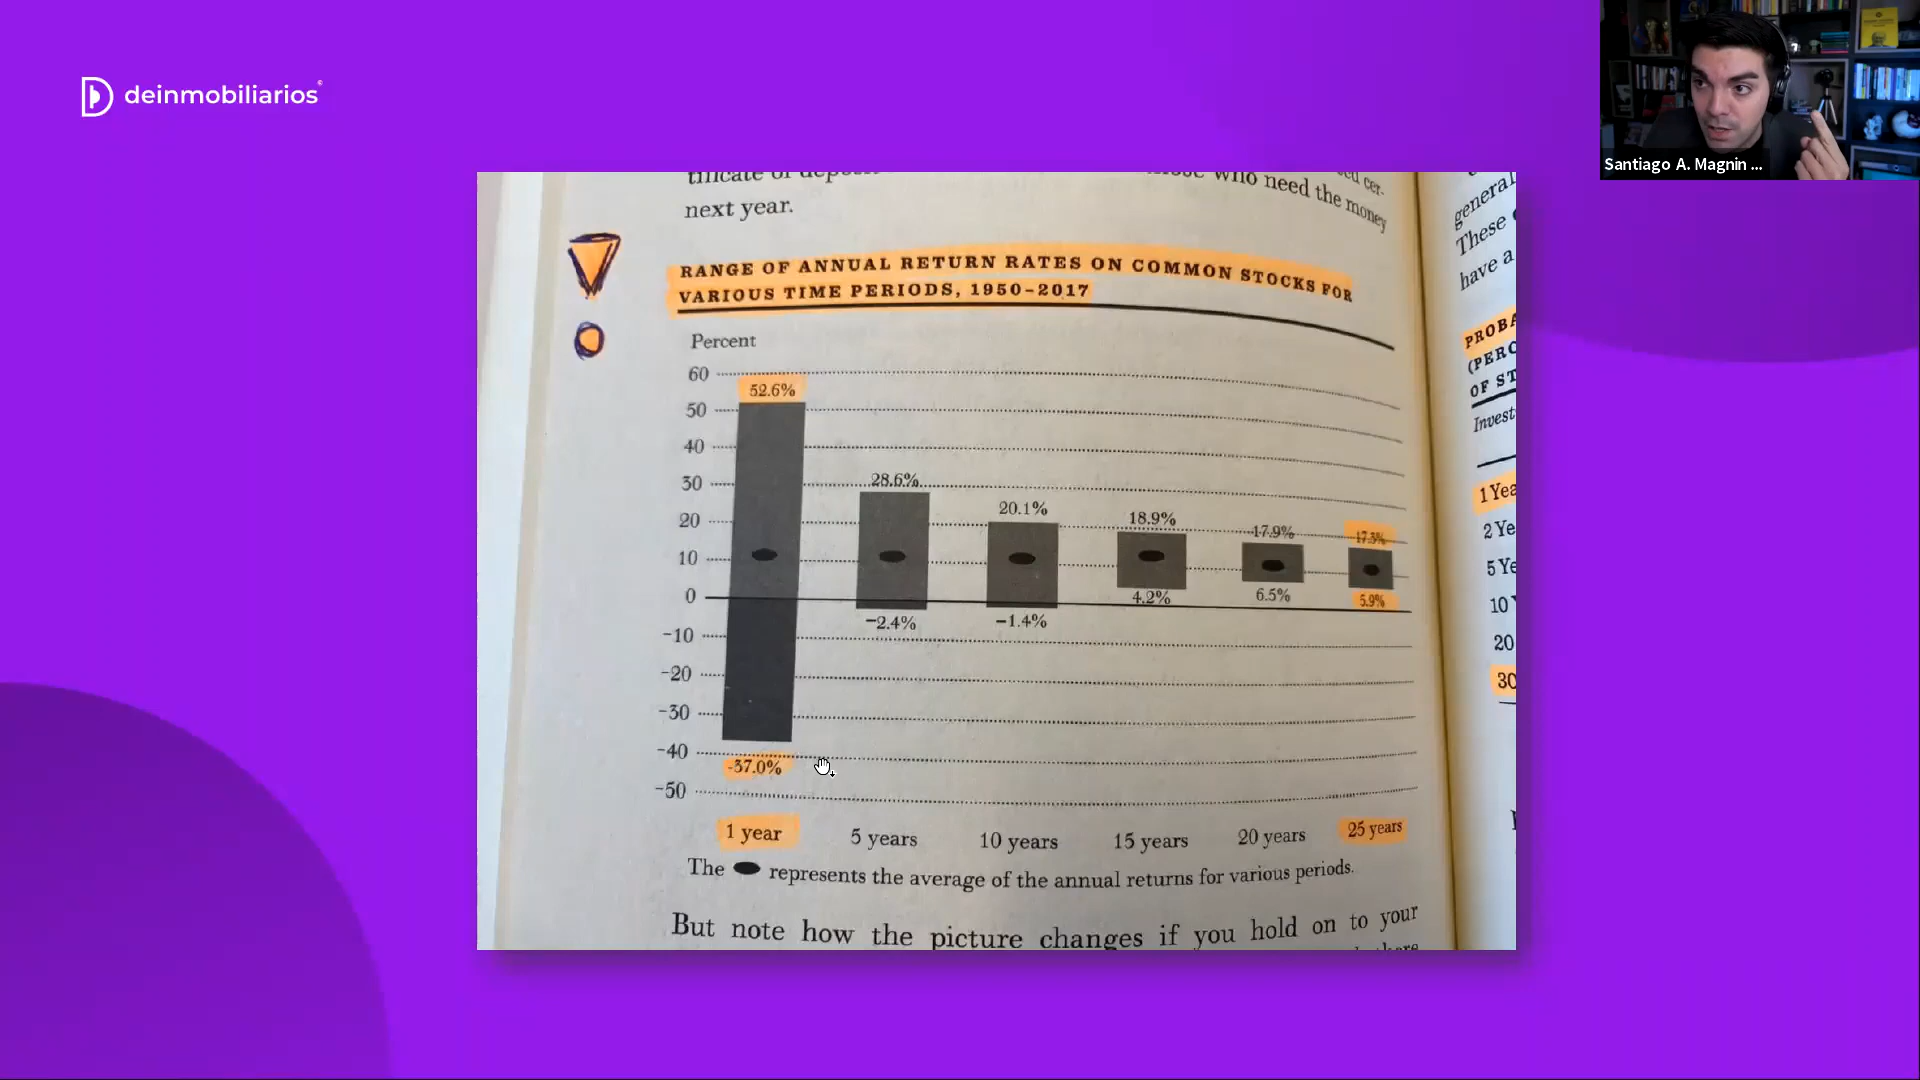 deinmobiliarios
Santiago A. Magnin ...
next year.
who need the money
RANGE OF ANNUAL RETURN RATES ON COMMON STOCKS FOR
VARIOUS TIME PERIODS, 1950–2017
Percent
60
50
40
30
20
10
0
−10
−20
−30
−40
−50
52.6%
28.6%
20.1%
18.9%
17.9%
17.3%
−2.4%
−1.4%
4.2%
6.5%
5.9%
-37.0%
1 year
5 years
10 years
15 years
20 years
25 years
The represents the average of the annual returns for various periods.
But note how the picture changes if you hold on to your
general
These
have a
OF ST
Invest
1 Yea
2 Ye
5 Ye
10
20
30